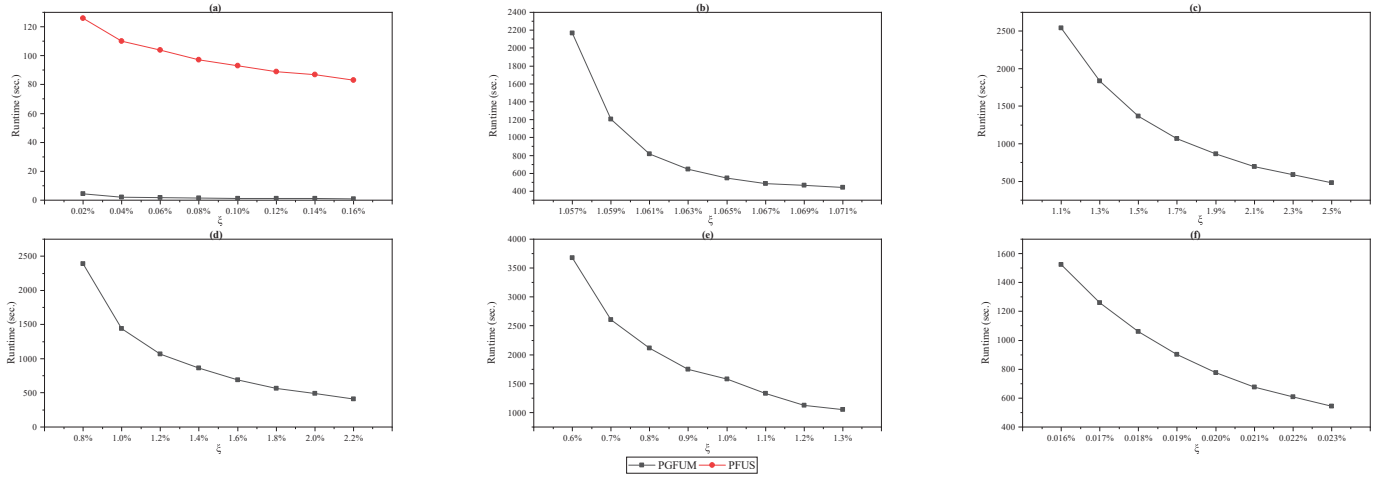 (a)
Runtime (sec.)
120
100
80
60
40
20
0
0.02% 0.04% 0.06% 0.08% 0.10% 0.12% 0.14% 0.16%
ξ
(b)
Runtime (sec.)
2400
2200
2000
1800
1600
1400
1200
1000
800
600
400
1.057% 1.059% 1.061% 1.063% 1.065% 1.067% 1.069% 1.071%
ξ
(c)
Runtime (sec.)
2500
2000
1500
1000
500
1.1% 1.3% 1.5% 1.7% 1.9% 2.1% 2.3% 2.5%
ξ
(d)
Runtime (sec.)
2500
2000
1500
1000
500
0
0.8% 1.0% 1.2% 1.4% 1.6% 1.8% 2.0% 2.2%
ξ
(e)
Runtime (sec.)
4000
3500
3000
2500
2000
1500
1000
0.6% 0.7% 0.8% 0.9% 1.0% 1.1% 1.2% 1.3%
ξ
(f)
Runtime (sec.)
1600
1400
1200
1000
800
600
400
0.016% 0.017% 0.018% 0.019% 0.020% 0.021% 0.022% 0.023%
ξ
PGFUM PFUS